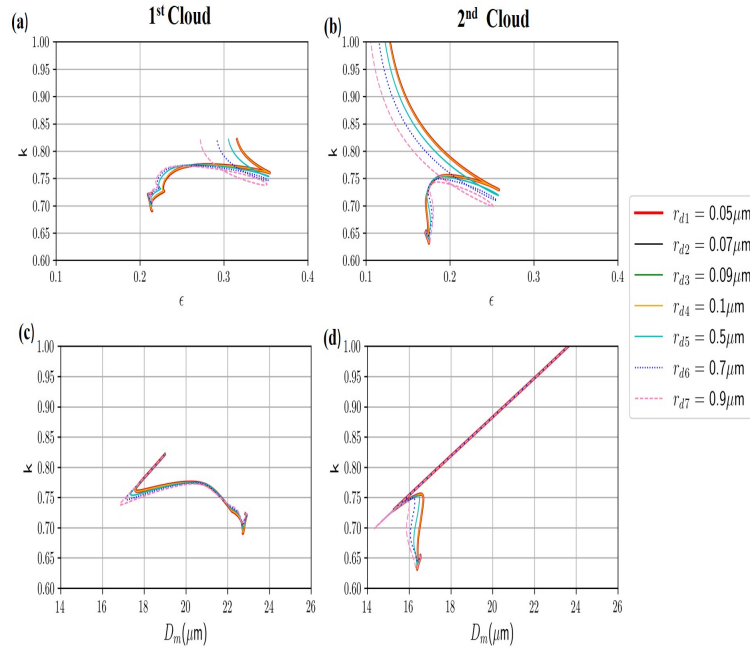 1st Cloud
2nd Cloud
(a)
(b)
1.00
0.95
0.90
0.85
0.80
0.75
0.70
0.65
0.60
k
0.1 0.2 0.3 0.4
ϵ
1.00
0.95
0.90
0.85
0.80
0.75
0.70
0.65
0.60
k
0.1 0.2 0.3 0.4
ϵ
r_d1 = 0.05μm
r_d2 = 0.07μm
r_d3 = 0.09μm
r_d4 = 0.1μm
r_d5 = 0.5μm
r_d6 = 0.7μm
r_d7 = 0.9μm
(c)
(d)
1.00
0.95
0.90
0.85
0.80
0.75
0.70
0.65
0.60
k
14 16 18 20 22 24 26
D_m(μm)
1.00
0.95
0.90
0.85
0.80
0.75
0.70
0.65
0.60
k
14 16 18 20 22 24 26
D_m(μm)